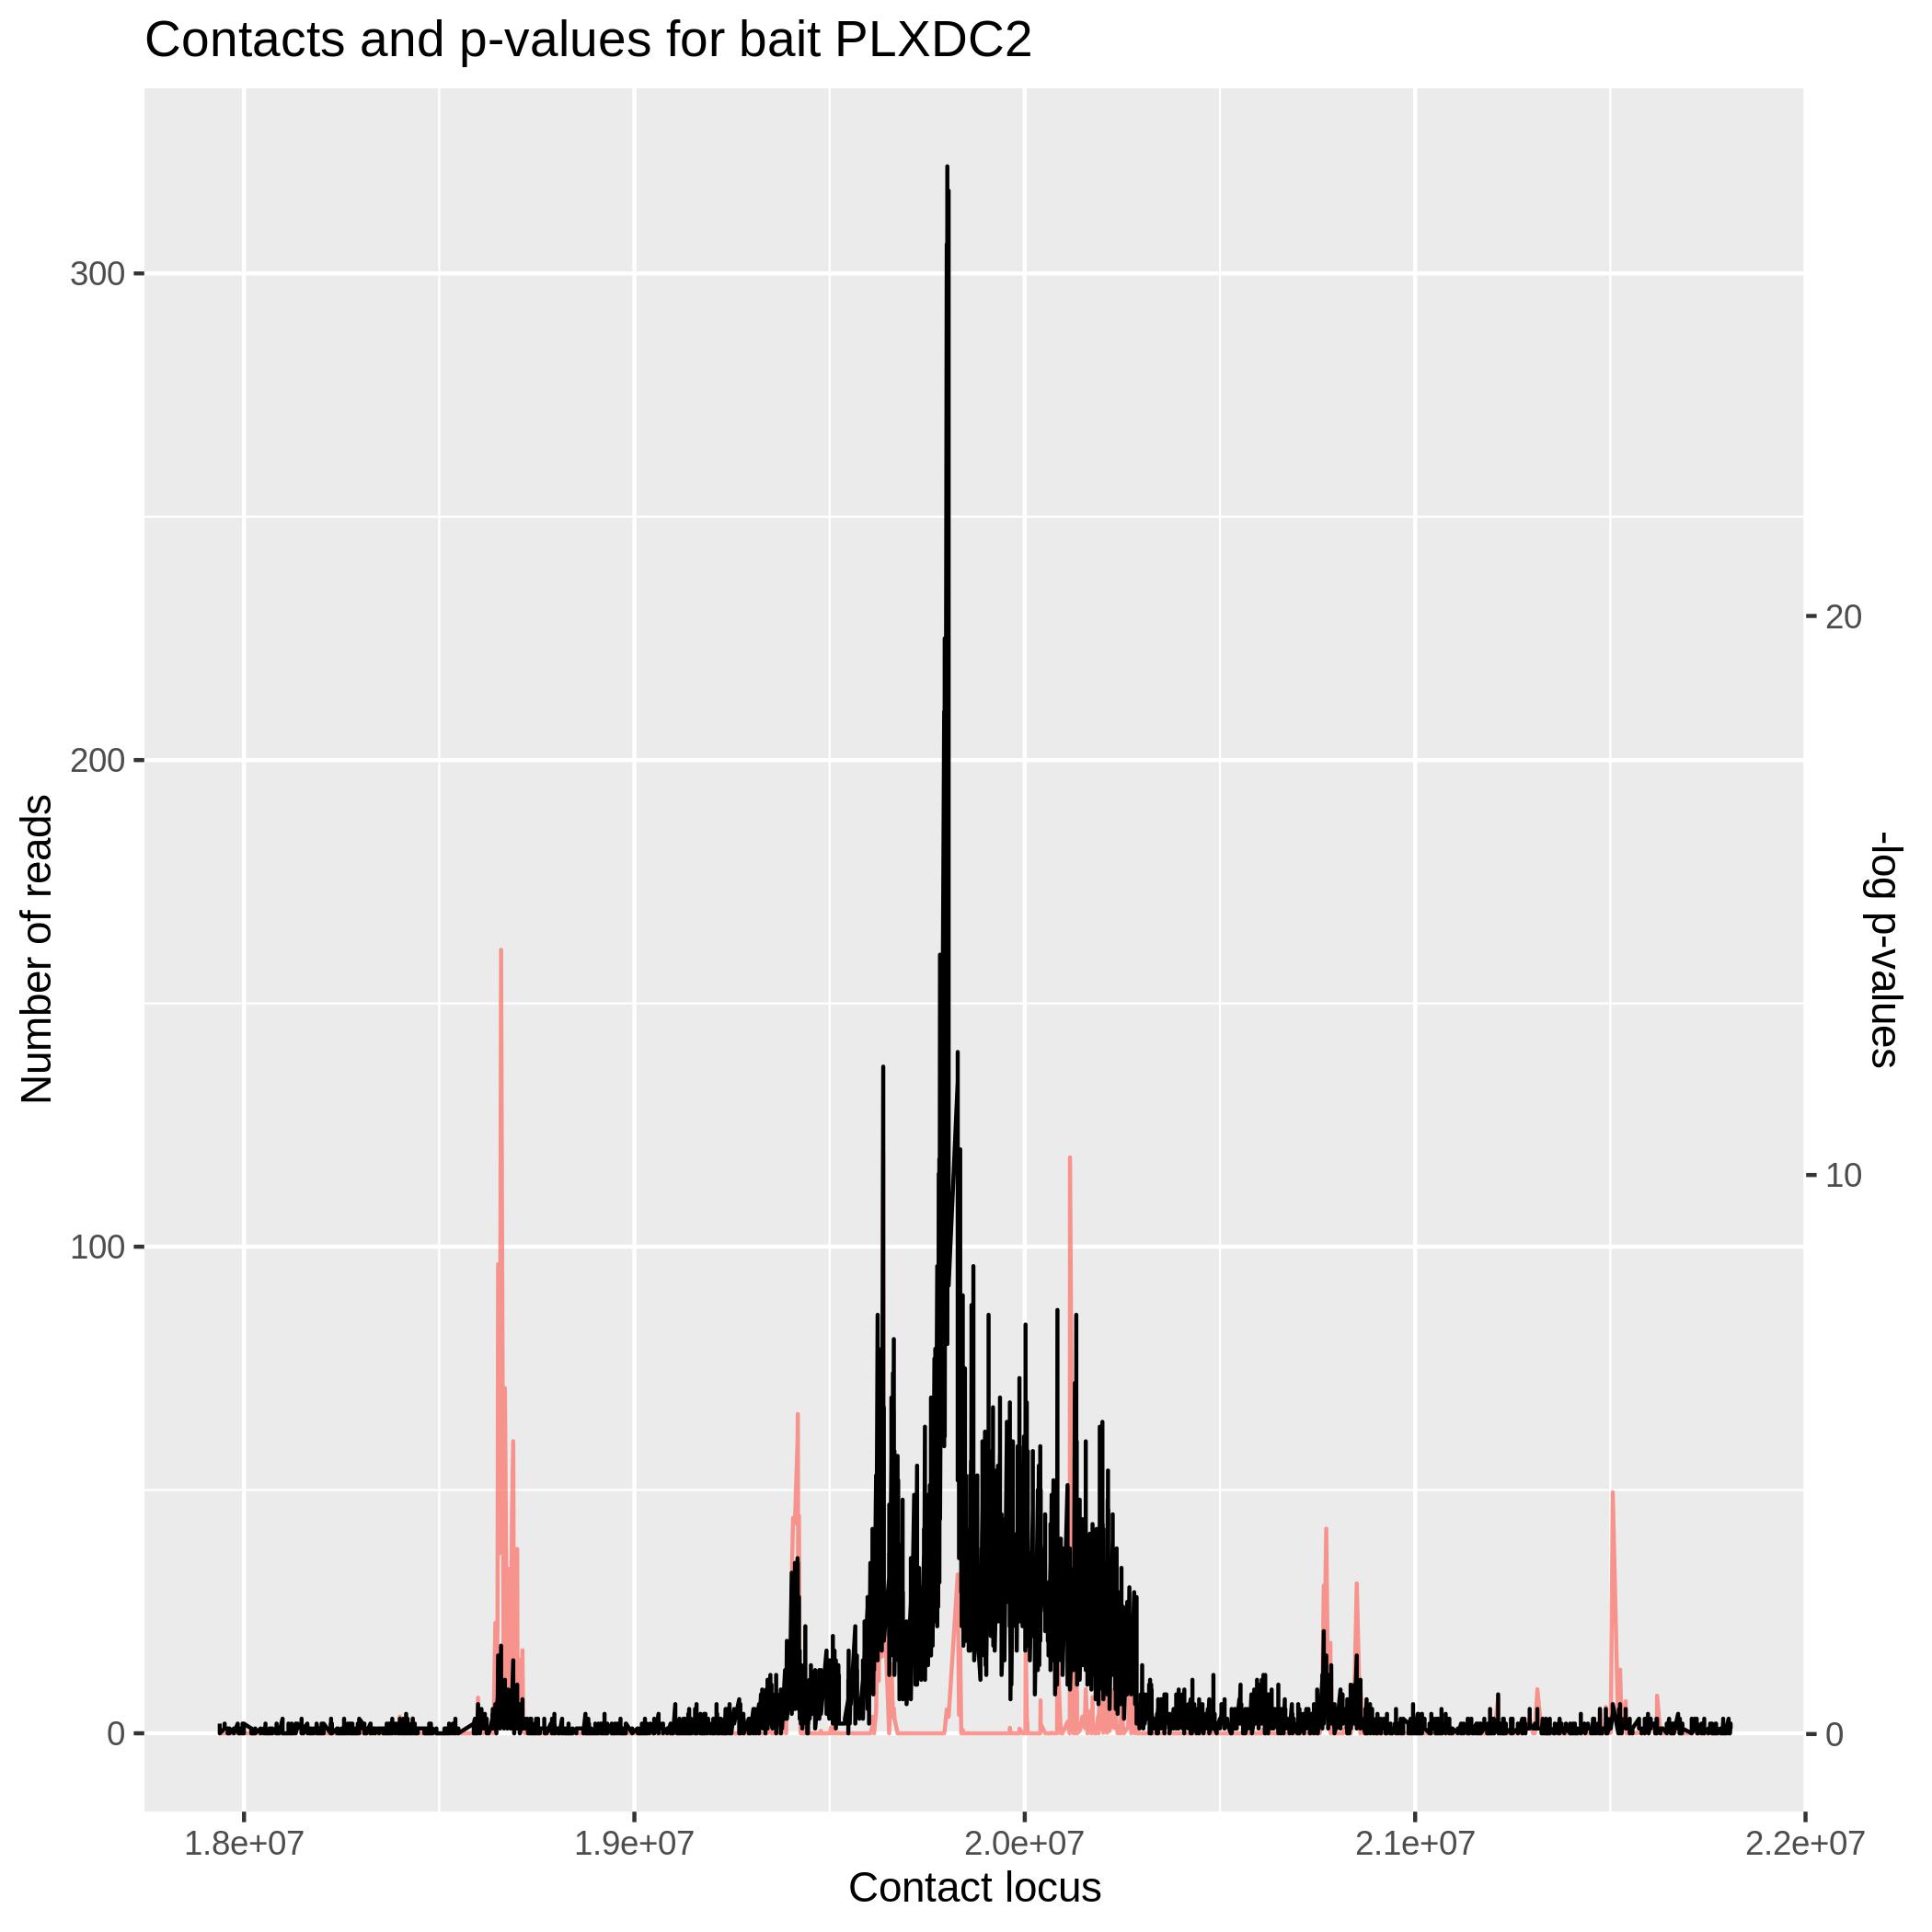 Contacts and p-values for bait PLXDC2
Number of reads
300
200
100
0
20
10
0
-log p-values
1.8e+07
1.9e+07
2.0e+07
2.1e+07
2.2e+07
Contact locus